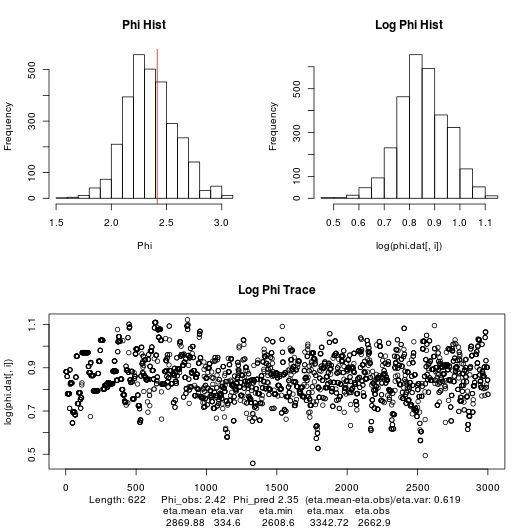 Phi Hist
Log Phi Hist
Frequency
0 100 300 500
1.5 2.0 2.5 3.0
Phi
Frequency
0 100 300 500
0.5 0.6 0.7 0.8 0.9 1.0 1.1
log(phi.dat[, i])
Log Phi Trace
log(phi.dat[, i])
0.5 0.7 0.9 1.1
0 500 1000 1500 2000 2500 3000
Length: 622 Phi_obs: 2.42 Phi_pred 2.35 (eta.mean-eta.obs)/eta.var: 0.619
eta.mean eta.var eta.min eta.max eta.obs
2869.88 334.6 2608.6 3342.72 2662.9